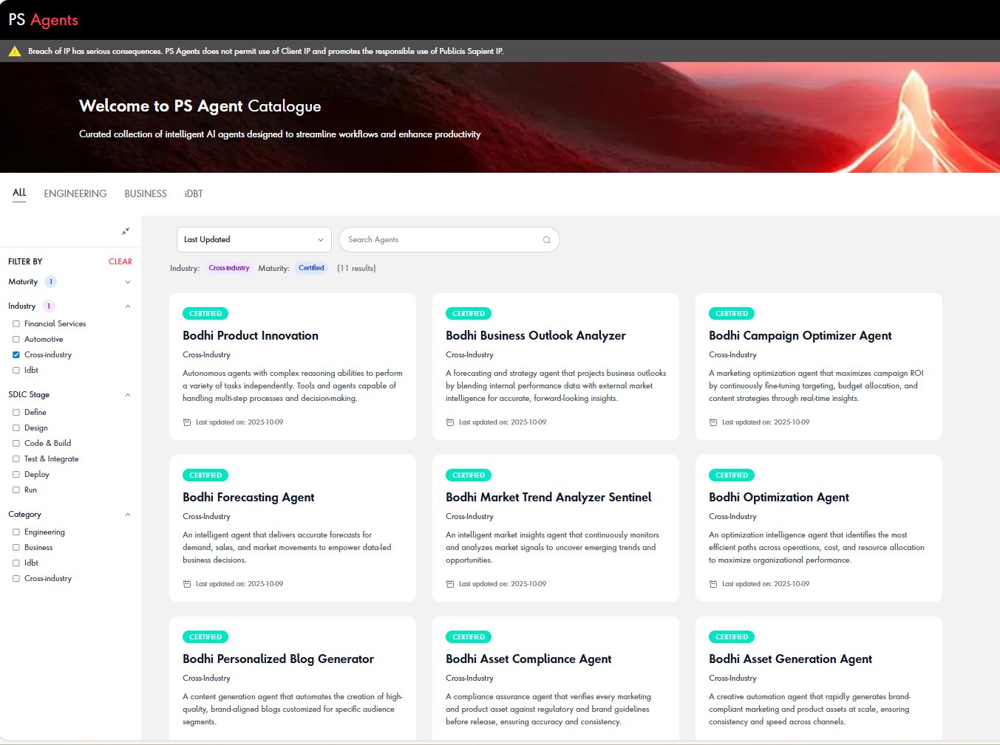 PS Agents
Breach of IP has serious consequences. PS Agents does not permit use of Client IP and promotes the responsible use of Publicis Sapient IP.
Welcome to PS Agent Catalogue
Curated collection of intelligent AI agents designed to streamline workflows and enhance productivity
ALL ENGINEERING BUSINESS iDBT
FILTER BY CLEAR
Maturity 1
Industry 1
Financial Services
Automotive
Cross-industry
Idbt
SDLC Stage
Define
Design
Code & Build
Test & Integrate
Deploy
Run
Category
Engineering
Business
Idbt
Cross-industry
Last Updated
Search Agents
Industry: Cross-Industry Maturity: Certified (11 results)
CERTIFIED
Bodhi Product Innovation
Cross-Industry
Autonomous agents with complex reasoning abilities to perform
a variety of tasks independently. Tools and agents capable of
handling multi-step processes and decision-making.
Last updated on: 2025-10-09
CERTIFIED
Bodhi Business Outlook Analyzer
Cross-Industry
A forecasting and strategy agent that projects business outlooks
by blending internal performance data with external market
intelligence for accurate, forward-looking insights.
Last updated on: 2025-10-09
CERTIFIED
Bodhi Campaign Optimizer Agent
Cross-Industry
A marketing optimization agent that maximizes campaign ROI
by continuously fine-tuning targeting, budget allocation, and
content strategies through real-time insights.
Last updated on: 2025-10-09
CERTIFIED
Bodhi Forecasting Agent
Cross-Industry
An intelligent agent that delivers accurate forecasts for
demand, sales, and market movements to empower data-led
business decisions.
Last updated on: 2025-10-09
CERTIFIED
Bodhi Market Trend Analyzer Sentinel
Cross-Industry
An intelligent market insights agent that continuously monitors
and analyzes market signals to uncover emerging trends and
opportunities.
Last updated on: 2025-10-09
CERTIFIED
Bodhi Optimization Agent
Cross-Industry
An optimization intelligence agent that identifies the most
efficient paths across operations, cost, and resource allocation
to maximize organizational performance.
Last updated on: 2025-10-09
CERTIFIED
Bodhi Personalized Blog Generator
Cross-Industry
A content generation agent that automates the creation of high-
quality, brand-aligned blogs customized for specific audience
segments.
CERTIFIED
Bodhi Asset Compliance Agent
Cross-Industry
A compliance assurance agent that verifies every marketing
and product asset against regulatory and brand guidelines
before release, ensuring accuracy and consistency.
CERTIFIED
Bodhi Asset Generation Agent
Cross-Industry
A creative automation agent that rapidly generates brand-
compliant marketing and product assets at scale, ensuring
consistency and speed across channels.